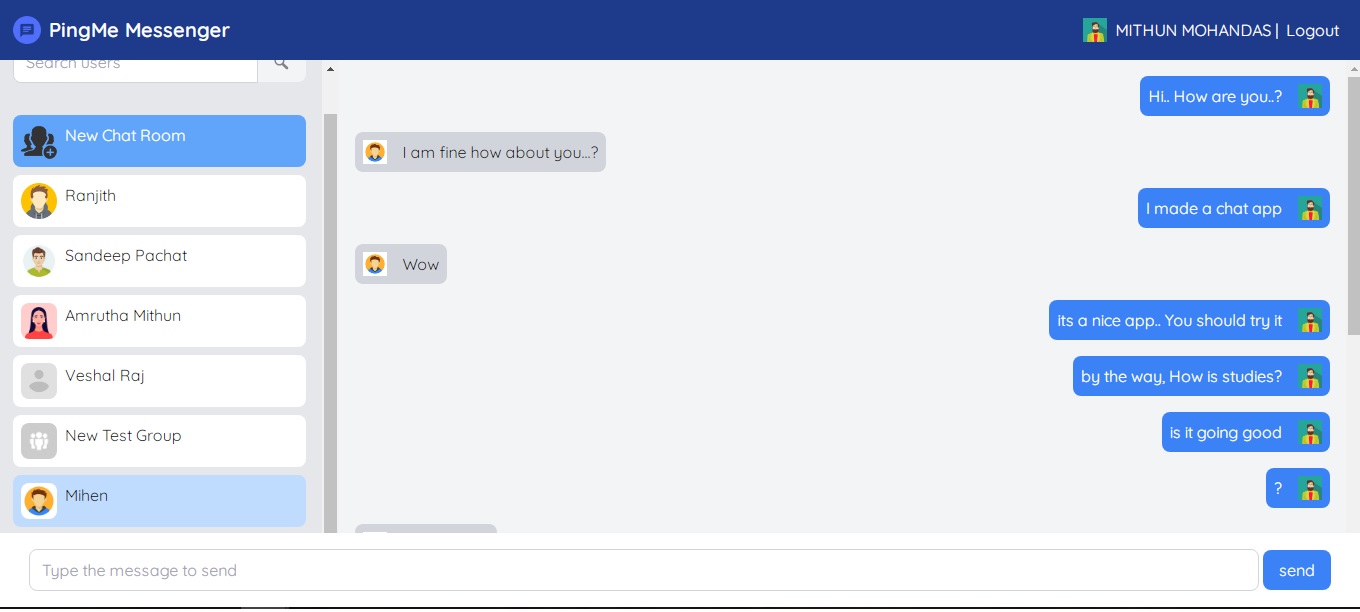 PingMe Messenger
MITHUN MOHANDAS | Logout
Search users
New Chat Room
Ranjith
Sandeep Pachat
Amrutha Mithun
Veshal Raj
New Test Group
Mihen
Hi.. How are you..?
I am fine how about you...?
I made a chat app
Wow
its a nice app.. You should try it
by the way, How is studies?
is it going good
?
Type the message to send
send